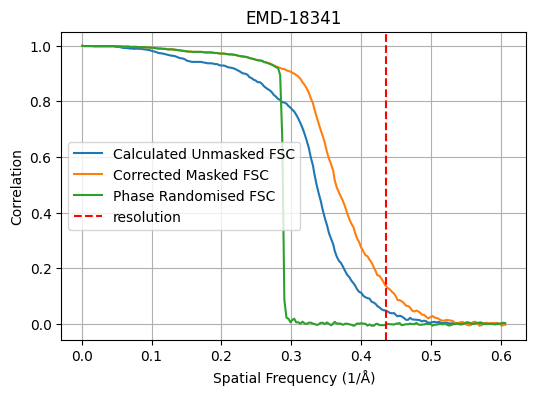 EMD-18341
1.0
0.8
0.6
0.4
0.2
0.0
Correlation
Calculated Unmasked FSC
Corrected Masked FSC
Phase Randomised FSC
resolution
0.0 0.1 0.2 0.3 0.4 0.5 0.6
Spatial Frequency (1/Å)